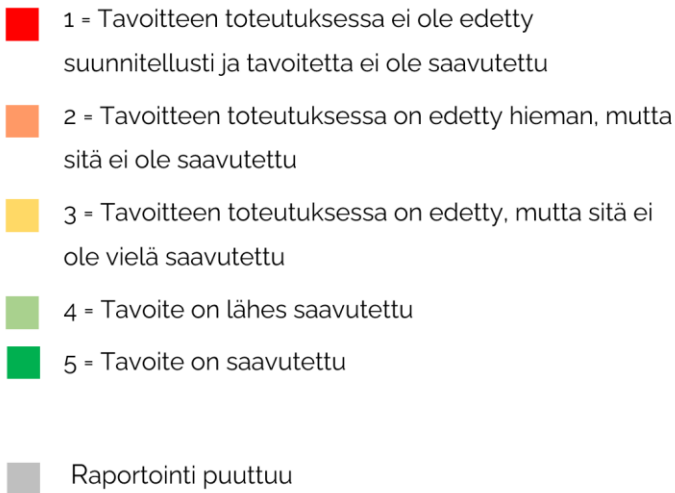 1 = Tavoitteen toteutuksessa ei ole edetty
suunnitellusti ja tavoitetta ei ole saavutettu
2 = Tavoitteen toteutuksessa on edetty hieman, mutta
sitä ei ole saavutettu
3 = Tavoitteen toteutuksessa on edetty, mutta sitä ei
ole vielä saavutettu
4 = Tavoite on lähes saavutettu
5 = Tavoite on saavutettu
Raportointi puuttuu